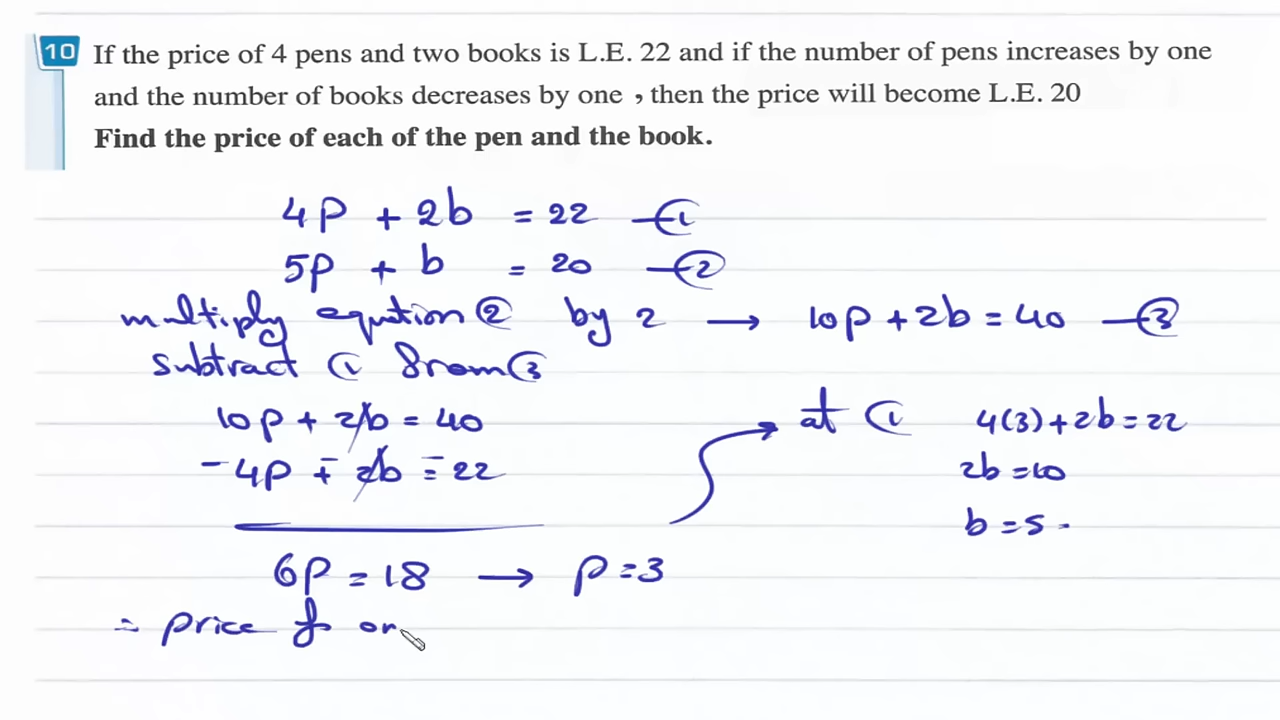 10 If the price of 4 pens and two books is L.E. 22 and if the number of pens increases by one
and the number of books decreases by one , then the price will become L.E. 20
Find the price of each of the pen and the book.
4P + 2b = 22 —①
5P + b = 20 —②
multiply eqution ② by 2 → 10p + 2b = 40 —③
subtract ① from ③
10p + 2b = 40
-4p ∓ 2b = -22
6P = 18 → p = 3
at ① 4(3) + 2b = 22
2b = 10
b = 5 .
∴ price of on